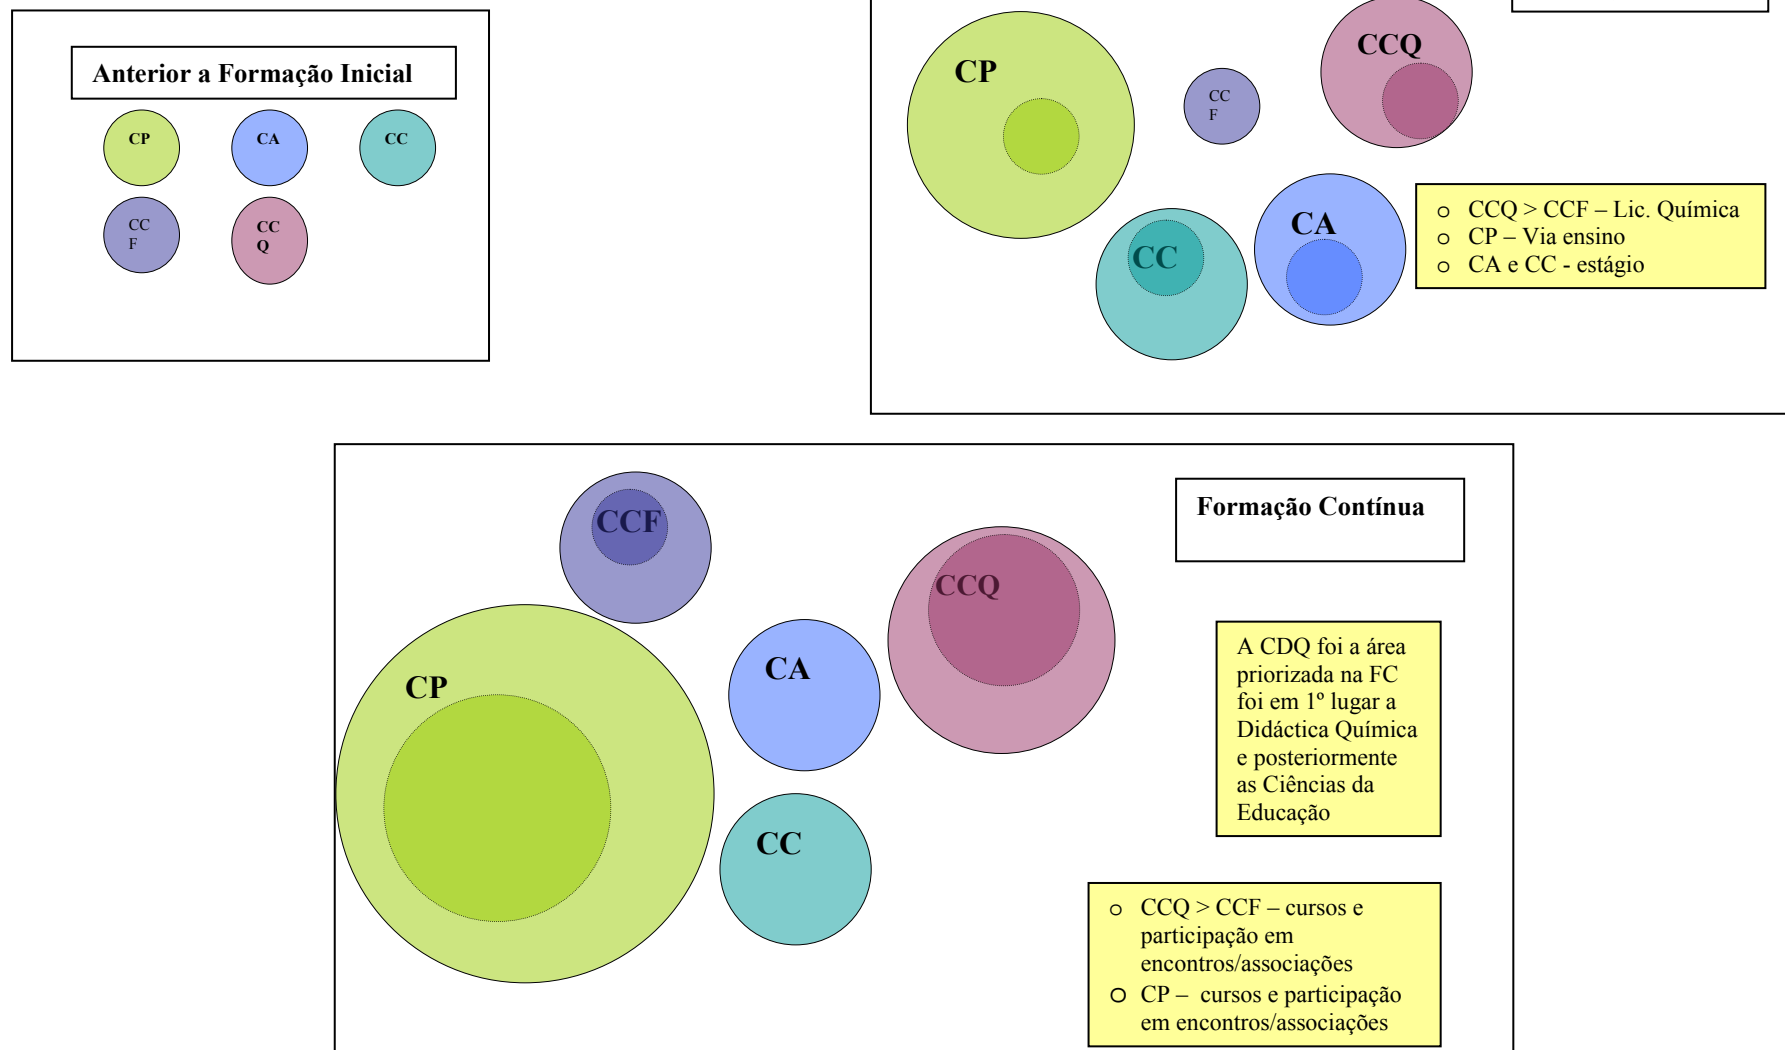 Anterior a Formação Inicial
CP
CA
CC
CC
F
CC
Q
CP
CC
F
CCQ
CC
CA
o CCQ > CCF – Lic. Química
o CP – Via ensino
o CA e CC - estágio
Formação Contínua
CCF
CCQ
CP
CA
CC
A CDQ foi a área
priorizada na FC
foi em 1º lugar a
Didáctica Química
e posteriormente
as Ciências da
Educação
o CCQ > CCF – cursos e
participação em
encontros/associações
o CP – cursos e participação
em encontros/associações